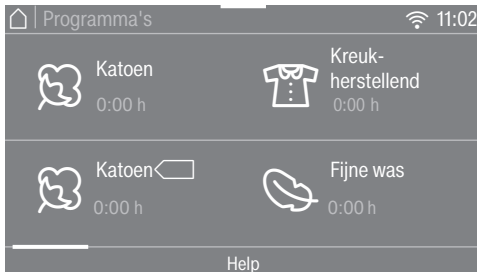 Programma's 11:02
Katoen
0:00 h
Kreuk-
herstellend
0:00 h
Katoen
0:00 h
Fijne was
0:00 h
Help